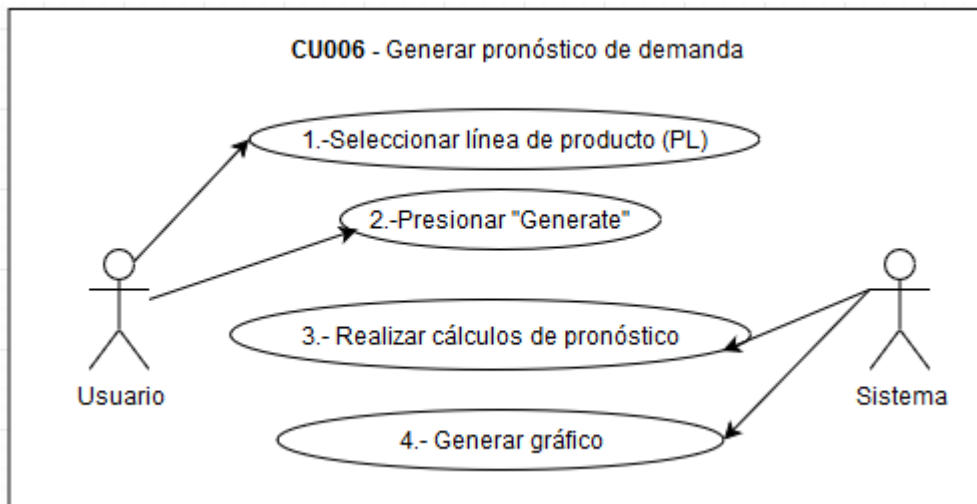 CU006 - Generar pronóstico de demanda
1.-Seleccionar línea de producto (PL)
2.-Presionar "Generate"
3.- Realizar cálculos de pronóstico
Usuario
Sistema
4.- Generar gráfico